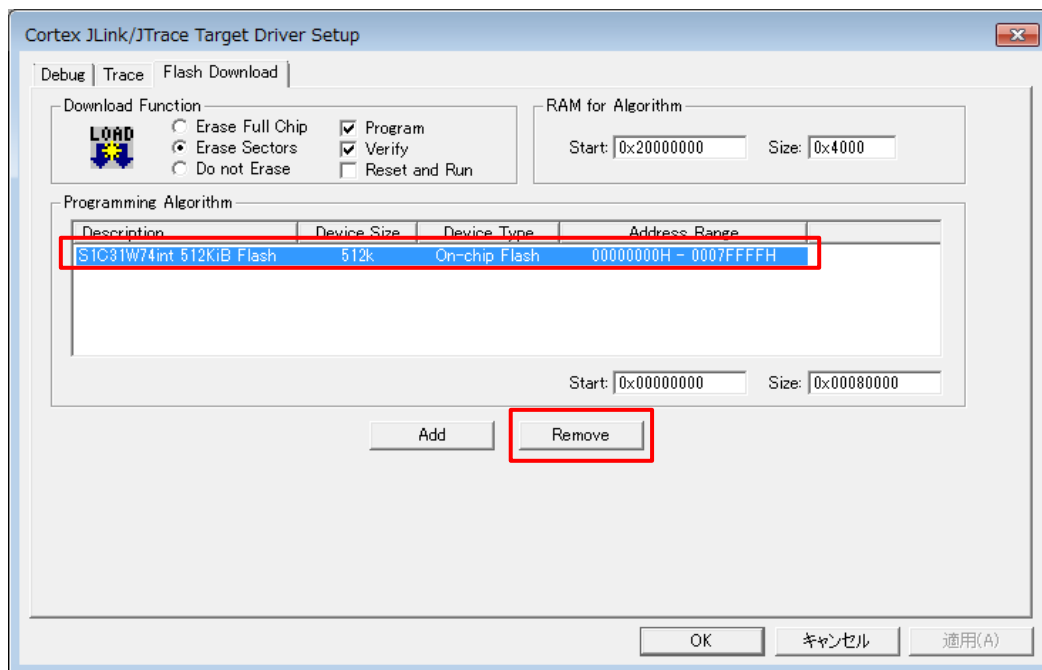 Cortex JLink/JTrace Target Driver Setup
Debug Trace Flash Download
Download Function
LOAD
Erase Full Chip
Erase Sectors
Do not Erase
Program
Verify
Reset and Run
RAM for Algorithm
Start: 0x20000000 Size: 0x4000
Programming Algorithm
Description Device Size Device Type Address Range
S1C31W74int 512KiB Flash 512k On-chip Flash 00000000H - 0007FFFFH
Start: 0x00000000 Size: 0x00080000
Add Remove
OK キャンセル 適用(A)